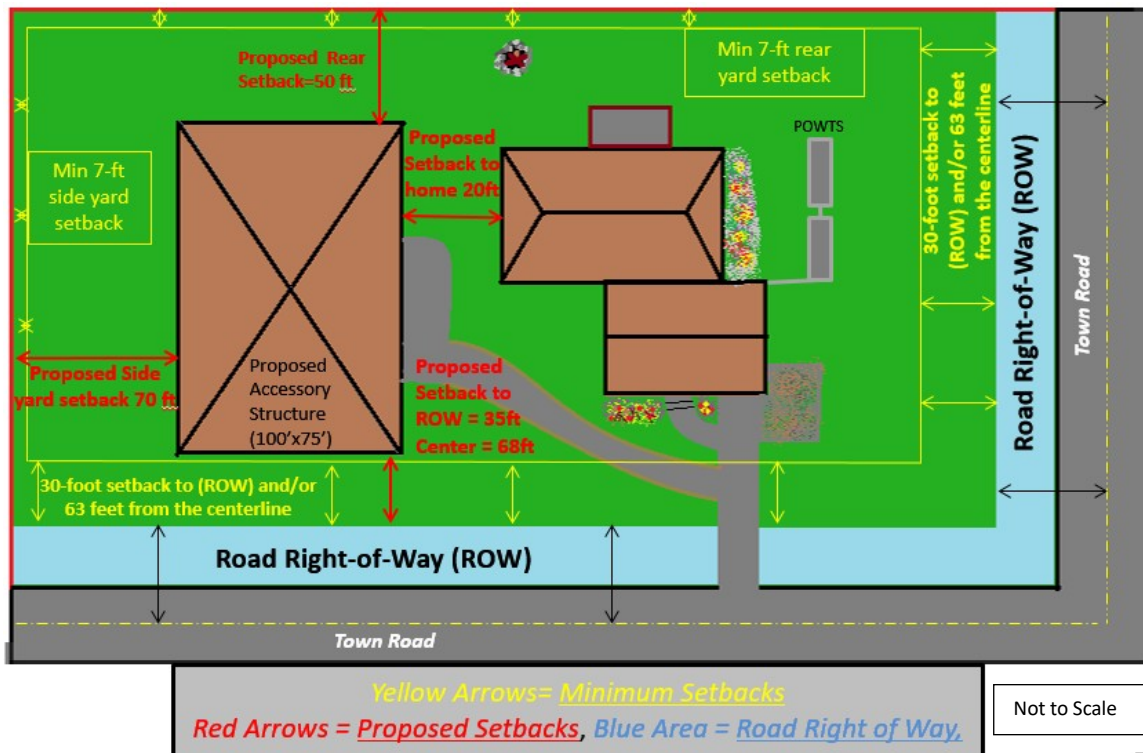 Proposed Rear
Setback=50 ft
Min 7-ft rear
yard setback
30-foot setback to
(ROW) and/or 63 feet
from the centerline
Road Right-of-Way (ROW)
Town Road
POWTS
Proposed
Setback to
home 20ft
Min 7-ft
side yard
setback
Proposed Side
yard setback 70 ft
Proposed
Accessory
Structure
(100'x75')
Proposed
Setback to
ROW = 35ft
Center = 68ft
30-foot setback to (ROW) and/or
63 feet from the centerline
Road Right-of-Way (ROW)
Town Road
Yellow Arrows= Minimum Setbacks
Red Arrows = Proposed Setbacks, Blue Area = Road Right of Way,
Not to Scale